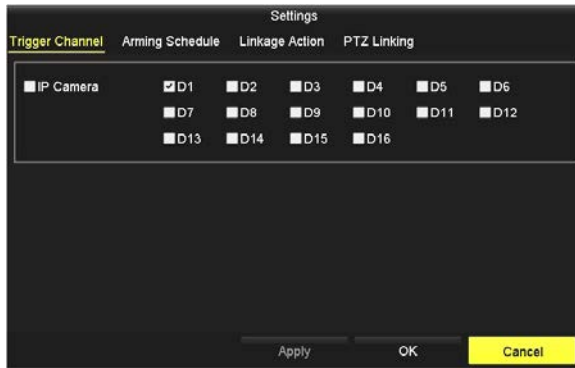 Settings
Trigger Channel Arming Schedule Linkage Action PTZ Linking
IP Camera D1 D2 D3 D4 D5 D6
D7 D8 D9 D10 D11 D12
D13 D14 D15 D16
Apply OK Cancel